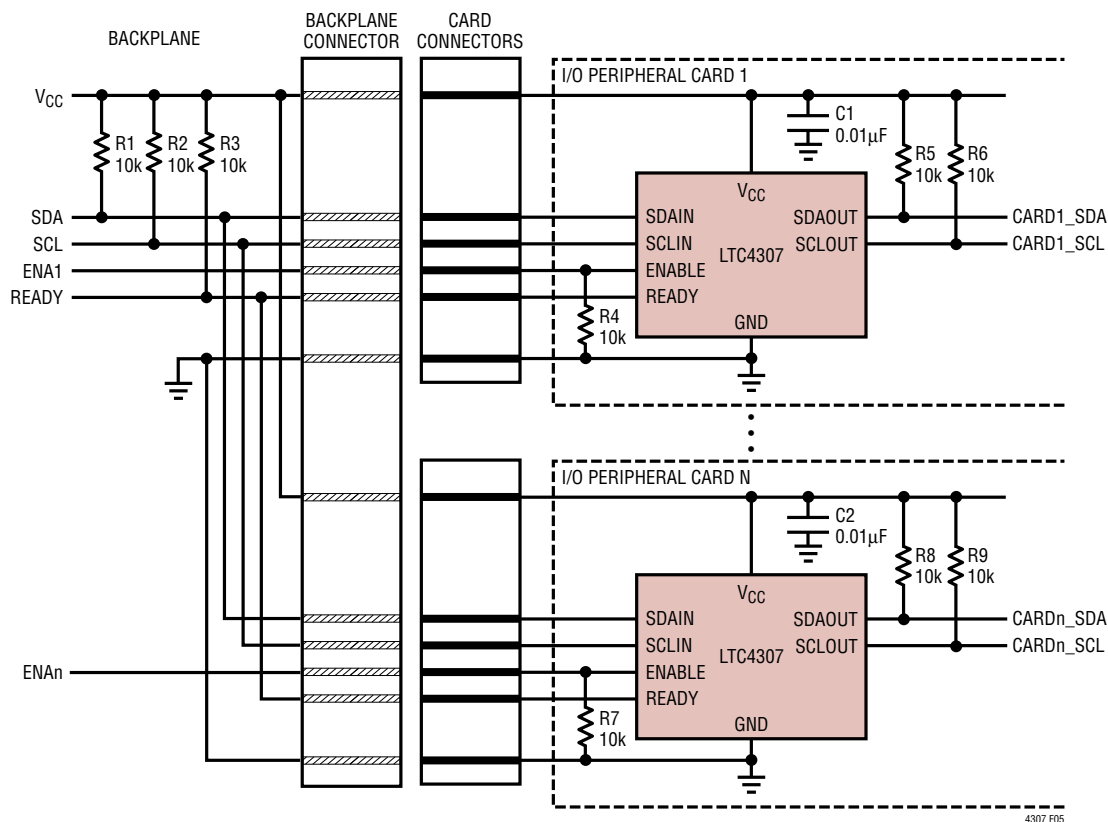 BACKPLANE
BACKPLANE
CONNECTOR
CARD
CONNECTORS
I/O PERIPHERAL CARD 1
VCC
R1
10k
R2
10k
R3
10k
C1
0.01μF
R5
10k
R6
10k
SDA
SCL
ENA1
READY
VCC
SDAIN
SCLIN
ENABLE
READY
LTC4307
SDAOUT
SCLOUT
GND
CARD1_SDA
CARD1_SCL
R4
10k
I/O PERIPHERAL CARD N
C2
0.01μF
R8
10k
R9
10k
ENAn
VCC
SDAIN
SCLIN
ENABLE
READY
LTC4307
SDAOUT
SCLOUT
GND
CARDn_SDA
CARDn_SCL
R7
10k
4307 F05